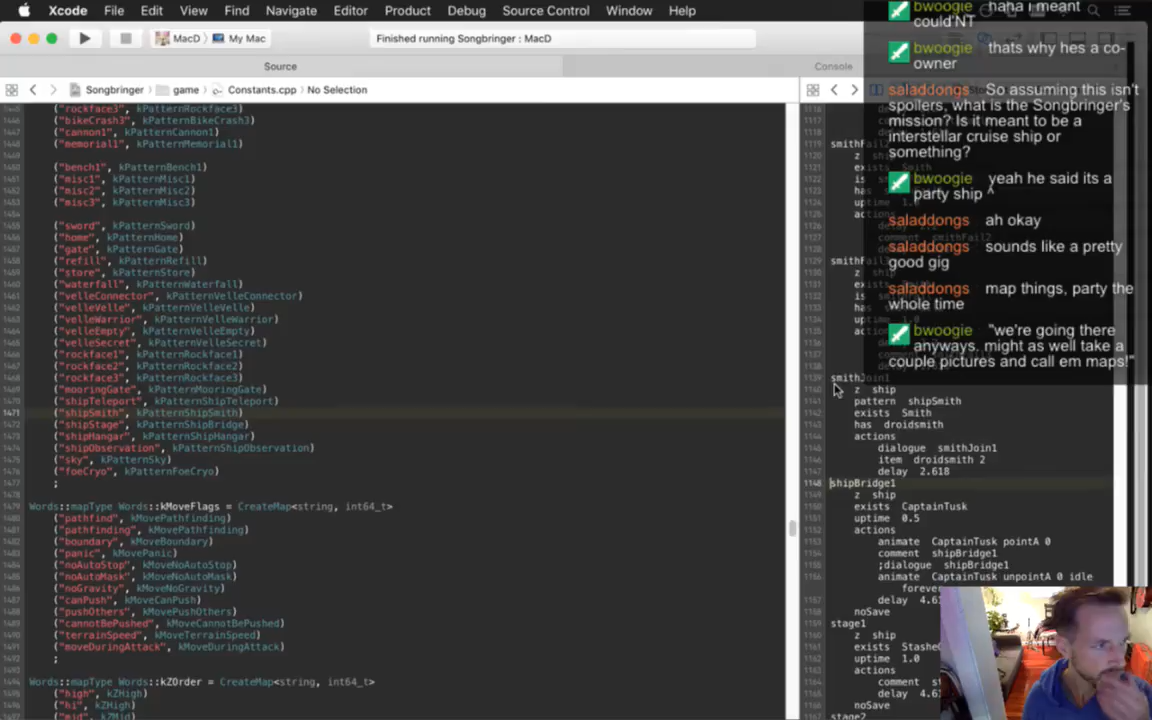 Xcode File Edit View Find Navigate Editor Product Debug Source Control Window Help
MacD My Mac
Finished running Songbringer : MacD
Source
Console
Songbringer game Constants.cpp No Selection
("rockface3", kPatternRockface3)
("bikeCrash3", kPatternBikeCrash3)
("cannon1", kPatternCannon1)
("memorial1", kPatternMemorial1)
("bench1", kPatternBench1)
("misc1", kPatternMisc1)
("misc2", kPatternMisc2)
("misc3", kPatternMisc3)
("sword", kPatternSword)
("home", kPatternHome)
("gate", kPatternGate)
("refill", kPatternRefill)
("store", kPatternStore)
("waterfall", kPatternWaterfall)
("velleConnector", kPatternVelleConnector)
("velleVelle", kPatternVelleVelle)
("velleWarrior", kPatternVelleWarrior)
("velleEmpty", kPatternVelleEmpty)
("velleSecret", kPatternVelleSecret)
("rockface1", kPatternRockface1)
("rockface2", kPatternRockface2)
("rockface3", kPatternRockface3)
("mooringGate", kPatternMooringGate)
("shipTeleport", kPatternShipTeleport)
1471 ("shipSmith", kPatternShipSmith)
("shipStage", kPatternShipBridge)
("shipHangar", kPatternShipHangar)
("shipObservation", kPatternShipObservation)
("sky", kPatternSky)
("foeCryo", kPatternFoeCryo)
;
Words::mapType Words::kMoveFlags = CreateMap<string, int64_t>
("pathfind", kMovePathfinding)
("pathfinding", kMovePathfinding)
("boundary", kMoveBoundary)
("panic", kMovePanic)
("noAutoStop", kMoveNoAutoStop)
("noAutoMask", kMoveNoAutoMask)
("noGravity", kMoveNoGravity)
("canPush", kMoveCanPush)
("pushOthers", kMovePushOthers)
("cannotBePushed", kMoveCannotBePushed)
("terrainSpeed", kMoveTerrainSpeed)
("moveDuringAttack", kMoveDuringAttack)
;
Words::mapType Words::kZOrder = CreateMap<string, int64_t>
("high", kZHigh)
("hi", kZHigh)
("mid", kZMid)
smithJoin1
z ship
pattern shipSmith
exists Smith
has droidsmith
actions
dialogue smithJoin1
item droidsmith 2
delay 2.618
1148 shipBridge1
z ship
exists CaptainTusk
uptime 0.5
actions
animate CaptainTusk pointA 0
comment shipBridge1
;dialogue shipBridge1
animate CaptainTusk unpointA 0 idle
forever
delay
noSave
stage1
z ship
exists
uptime 1.0
actions
comment
delay
noSave
stage2
bwoogie haha i meant
could'NT
bwoogie thats why hes a co-
owner
saladdongs So assuming this isn't
spoilers, what is the Songbringer's
mission? Is it meant to be a
interstellar cruise ship or
something?
bwoogie yeah he said its a
party ship ^
saladdongs ah okay
saladdongs sounds like a pretty
good gig
saladdongs map things, party the
whole time
bwoogie "we're going there
anyways. might as well take a
couple pictures and call em maps!"